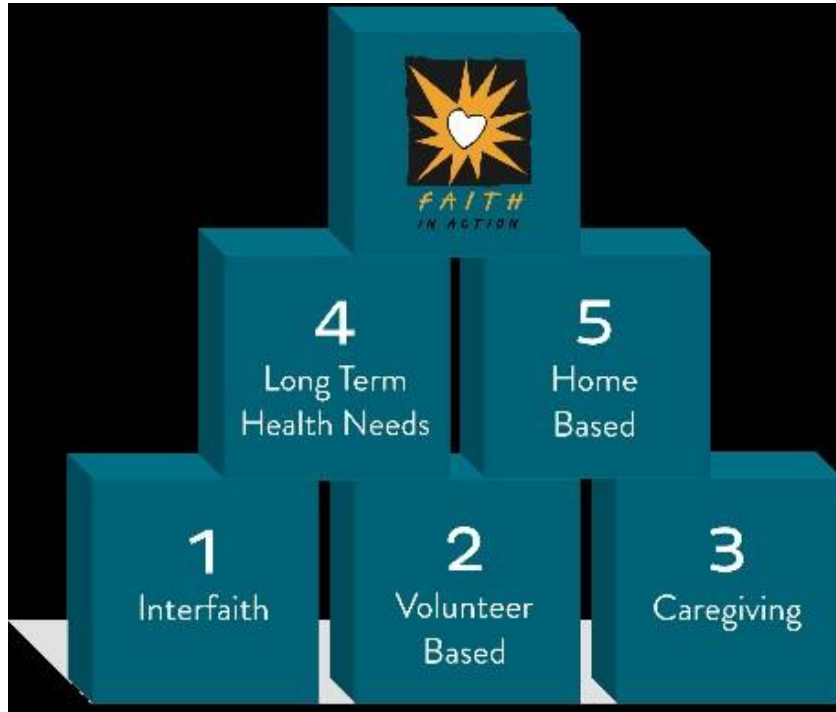 FAITH
IN ACTION
4
Long Term
Health Needs
5
Home
Based
1
Interfaith
2
Volunteer
Based
3
Caregiving